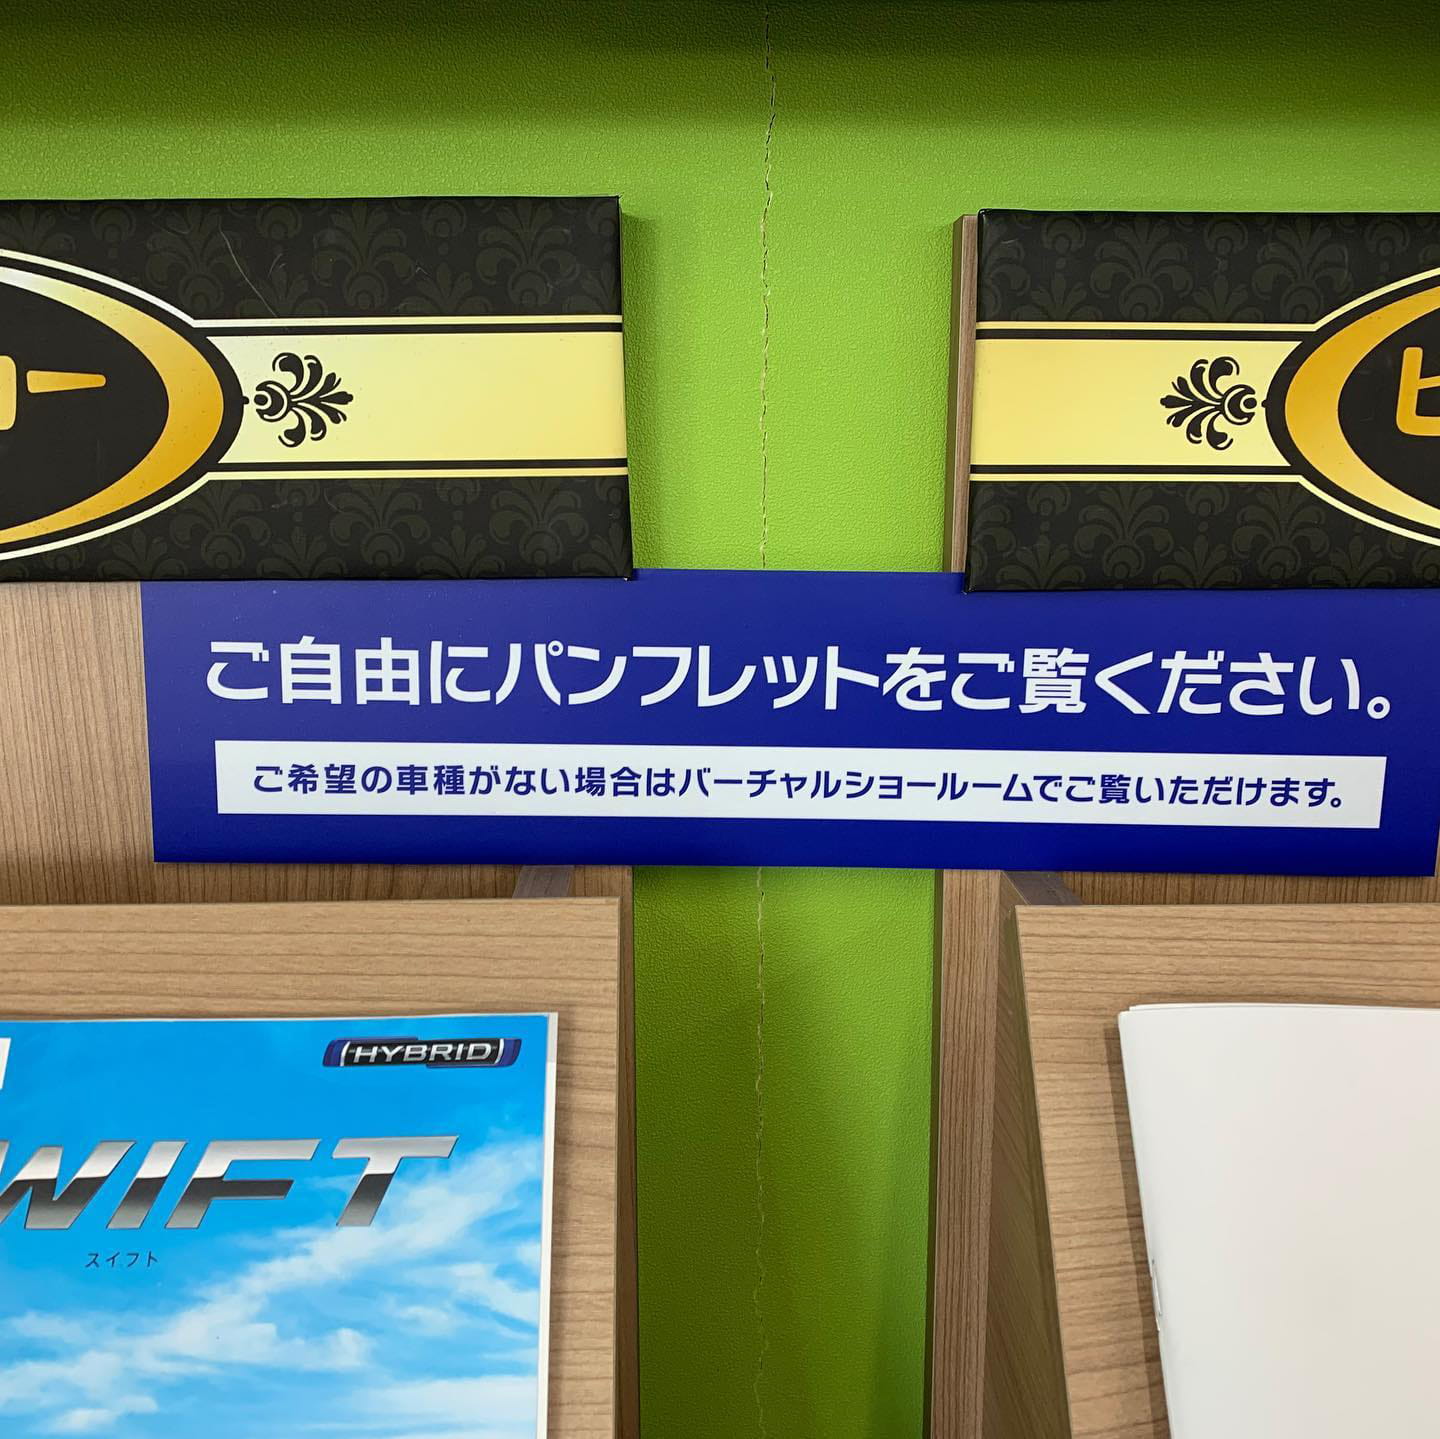 ご自由にパンフレットをご覧ください。
ご希望の車種がない場合はバーチャルショールームでご覧いただけます。
HYBRID
WIFT
スイフト